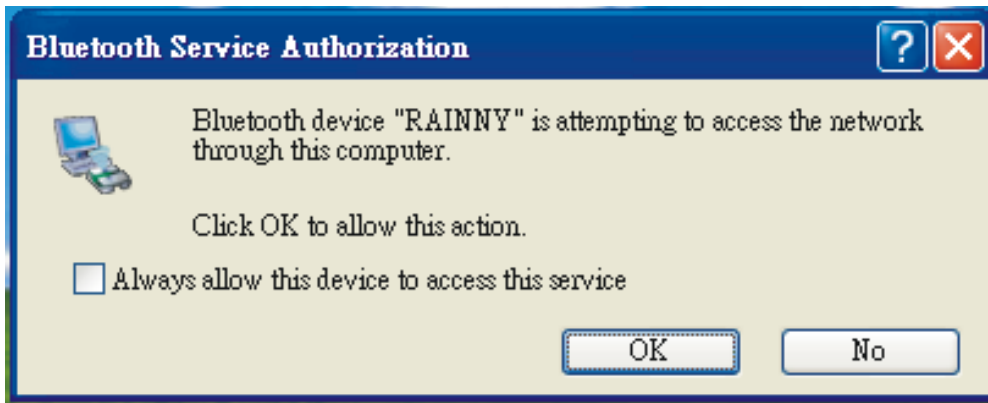 Bluetooth Service Authorization
Bluetooth device "RAINNY" is attempting to access the network
through this computer.
Click OK to allow this action.
Always allow this device to access this service
OK
No